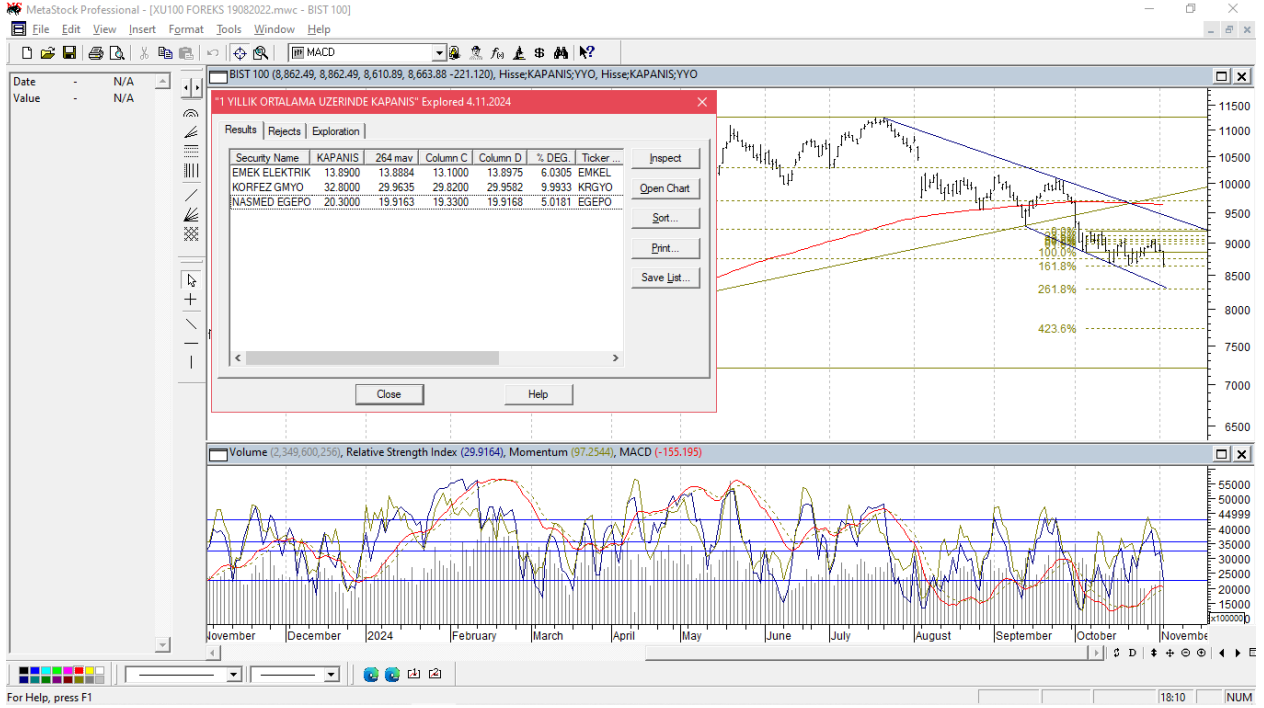 MetaStock Professional - [XU100 FOREKS 19082022.mwc - BIST 100]
File Edit View Insert Format Tools Window Help
MACD
Date - N/A
Value - N/A
BIST 100 (8,862.49, 8,862.49, 8,610.89, 8,663.88 -221.120), Hisse;KAPANIS;YYO, Hisse;KAPANIS;YYO
"1 YILLIK ORTALAMA UZERINDE KAPANIS" Explored 4.11.2024
Results Rejects Exploration
Security Name KAPANIS 264 mav Column C Column D % DEG. Ticker ...
EMEK ELEKTRIK 13.8900 13.8884 13.1000 13.8975 6.0305 EMKEL
KORFEZ GMYO 32.8000 29.9635 29.8200 29.9582 9.9933 KRGYO
NASMED EGEPO 20.3000 19.9163 19.3300 19.9168 5.0181 EGEPO
Inspect
Open Chart
Sort...
Print...
Save List...
Close Help
11500
11000
10500
10000
9500
9000
8500
8000
7500
7000
6500
0.0%
100.0%
161.8%
261.8%
423.6%
Volume (2,349,600,256), Relative Strength Index (29.9164), Momentum (97.2544), MACD (-155.195)
55000
50000
44999
40000
35000
30000
25000
20000
15000
x100000
November December 2024 February March April May June July August September October Novembe
D
For Help, press F1
18:10 NUM